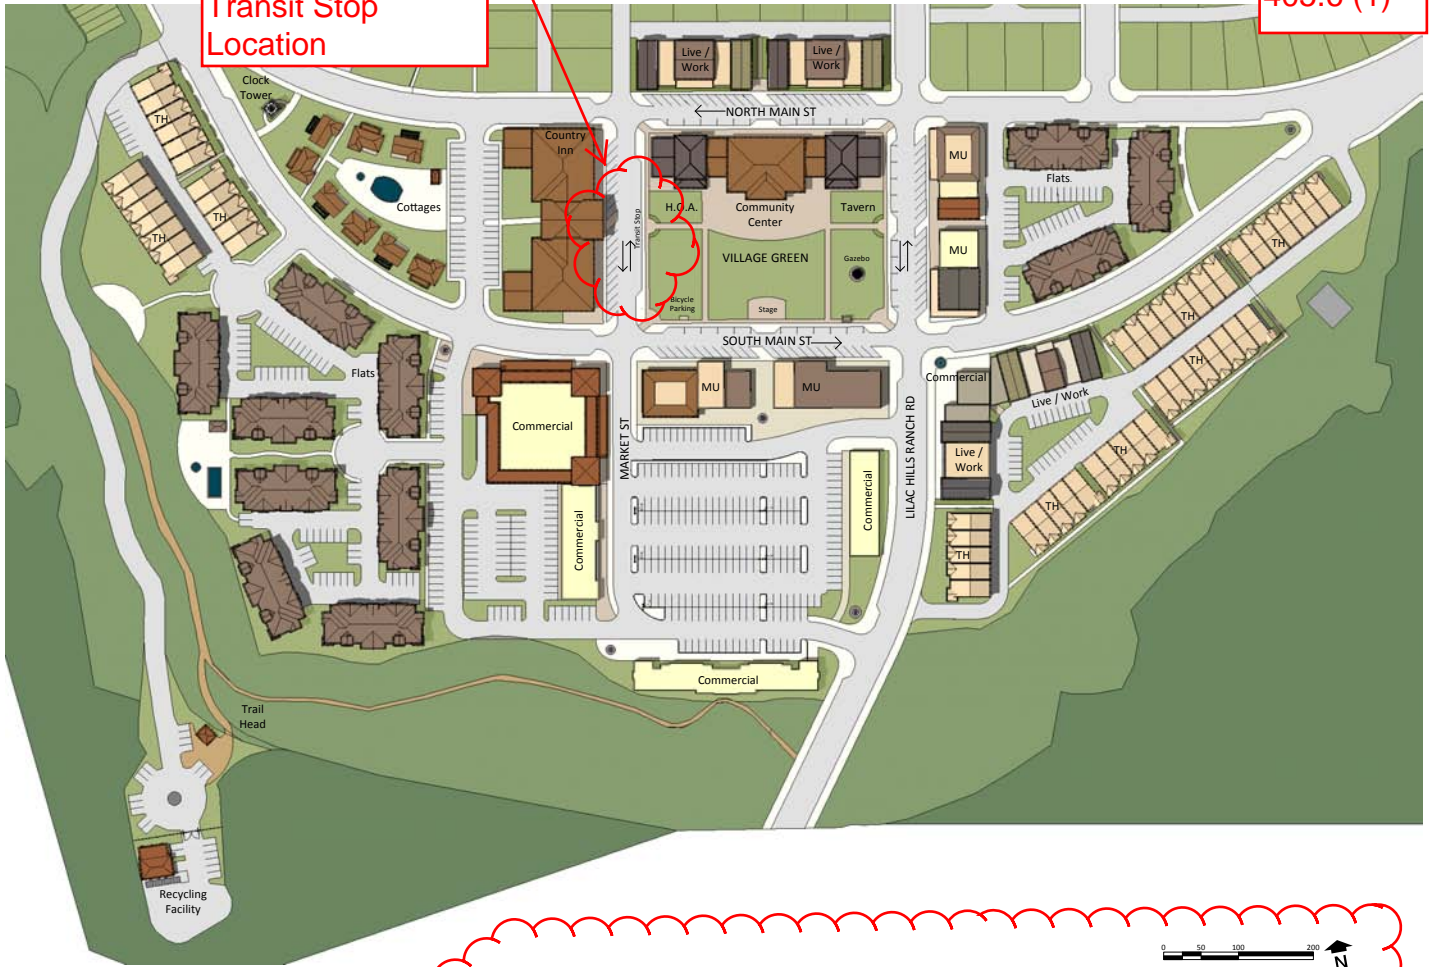 Transit Stop
Location
Live /
Work
Live /
Work
Clock
Tower
NORTH MAIN ST
TH
Country
Inn
MU
Flats
Cottages
H.O.A.
Community
Center
Tavern
TH
TH
Transit Stop
MU
TH
VILLAGE GREEN
Gazebo
Bicycle
Parking
Stage
TH
SOUTH MAIN ST
TH
Flats
MU
MU
Commercial
Live / Work
Commercial
MARKET ST
LILAC HILLS RANCH RD
Live /
Work
TH
Commercial
Commercial
TH
TH
Commercial
Trail
Head
Recycling
Facility
0 50 100 200
N